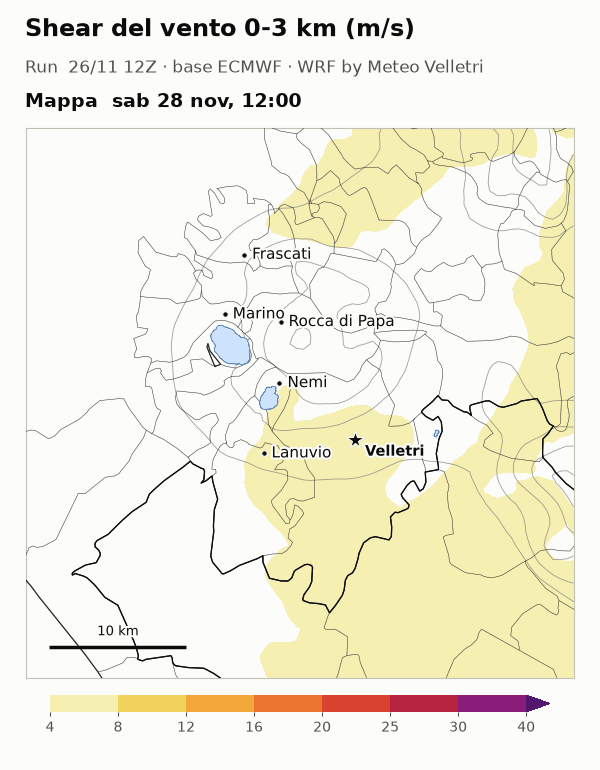 Shear del vento 0-3 km (m/s)
Run  26/11 12Z · base ECMWF · WRF by Meteo Velletri
Mappa  sab 28 nov, 12:00
Frascati
Marino
Rocca di Papa
Nemi
Velletri
Lanuvio
10 km
4 8 12 16 20 25 30 40